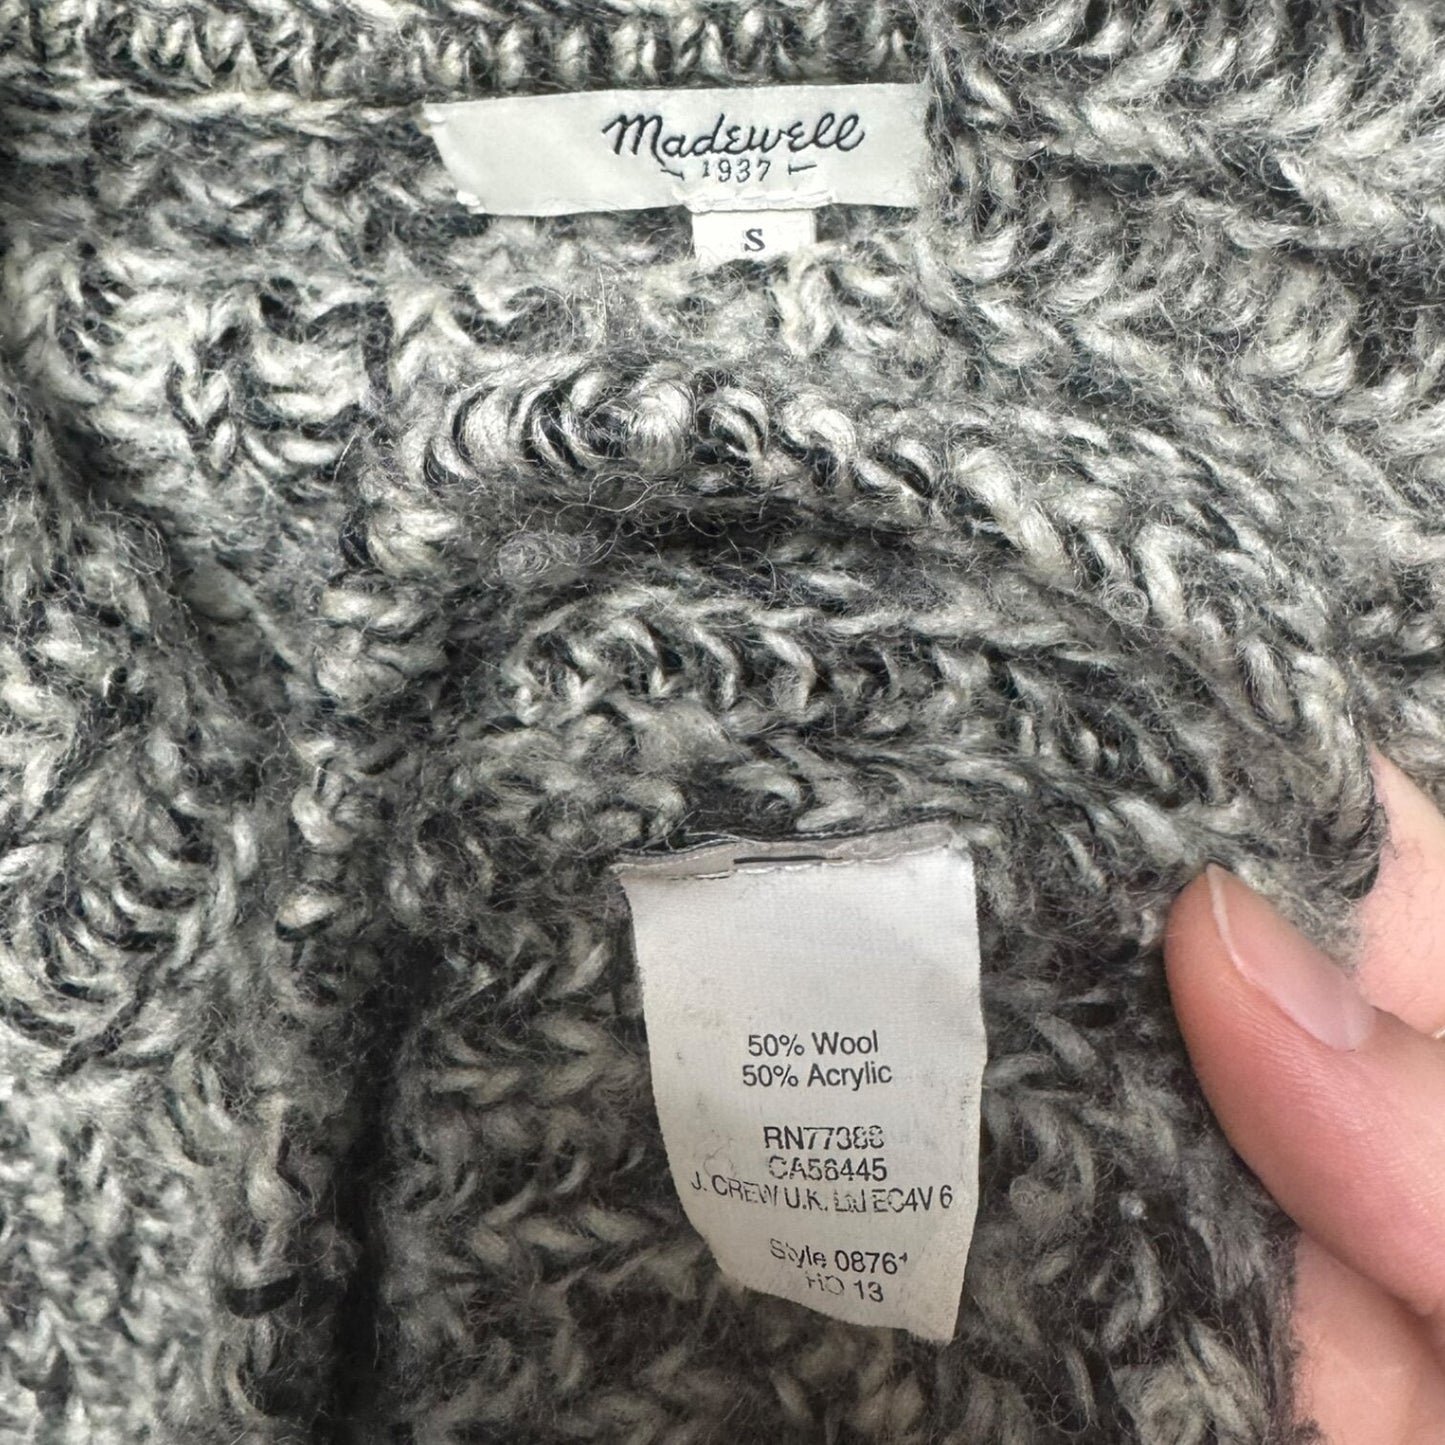 Madewell
1937
S
50% Wool
50% Acrylic
RN77388
CA56445
J. CREW U.K. Ltd EC4V 6
Style 0876
HO 13